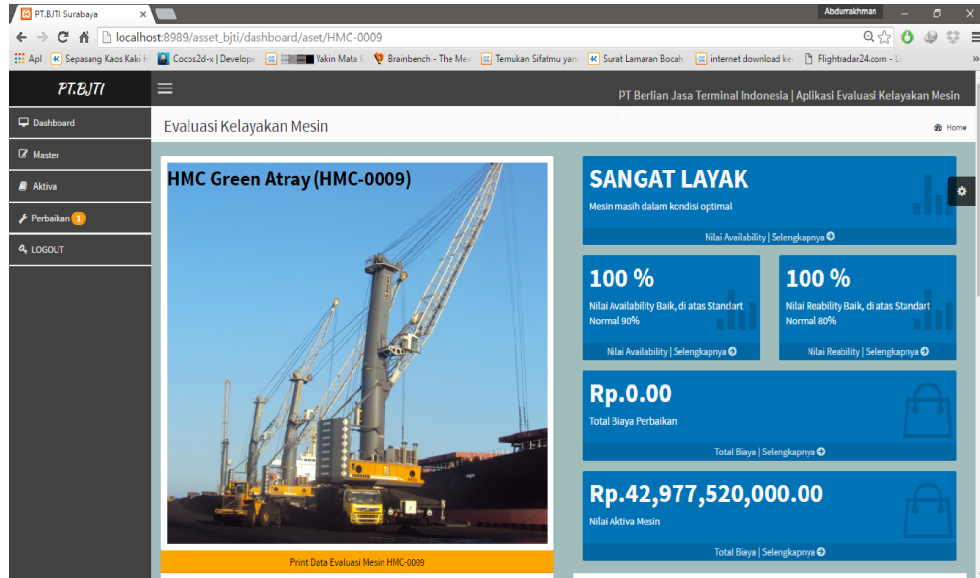 PT.BJTI Surabaya
Abdurrakhman
localhost:8989/asset_bjti/dashboard/aset/HMC-0009
Apl
Sepasang Kaos Kaki H
Cocos2d-x | Develope
Yakin Mata
Brainbench - The Mea
Temukan Sifatmu yan
Surat Lamaran Bocah
internet download ke
Flightradar24.com - L
PT.BJTI
PT Berlian Jasa Terminal Indonesia | Aplikasi Evaluasi Kelayakan Mesin
Dashboard
Master
Aktiva
Perbaikan 1
LOGOUT
Evaluasi Kelayakan Mesin
Home
HMC Green Atray (HMC-0009)
Print Data Evaluasi Mesin HMC-0009
SANGAT LAYAK
Mesin masih dalam kondisi optimal
Nilai Availability | Selengkapnya
100 %
Nilai Availability Baik, di atas Standart
Normal 90%
Nilai Availability | Selengkapnya
100 %
Nilai Reability Baik, di atas Standart
Normal 80%
Nilai Reability | Selengkapnya
Rp.0.00
Total Biaya Perbaikan
Total Biaya | Selengkapnya
Rp.42,977,520,000.00
Nilai Aktiva Mesin
Total Biaya | Selengkapnya